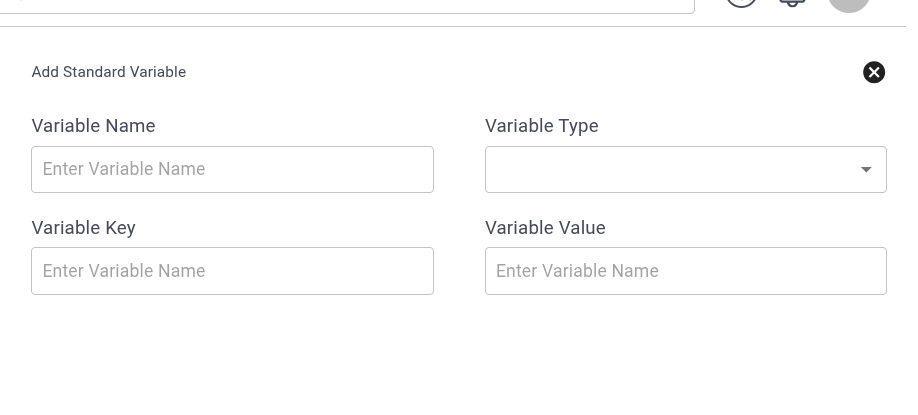 Add Standard Variable
Variable Name
Variable Type
Enter Variable Name
Variable Key
Variable Value
Enter Variable Name
Enter Variable Name